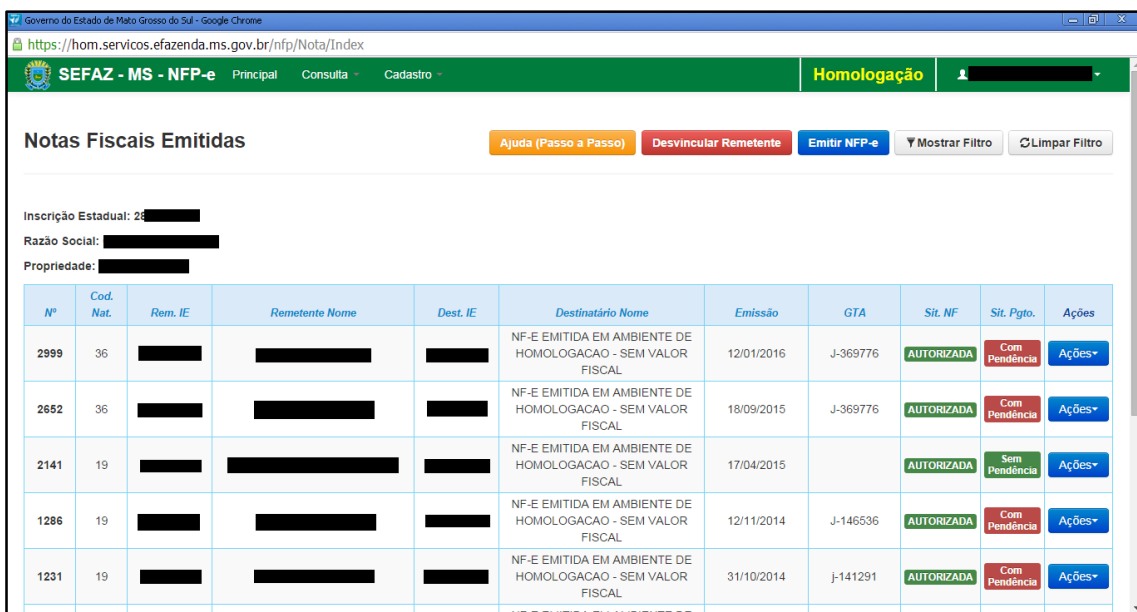 Governo do Estado de Mato Grosso do Sul - Google Chrome
https://hom.servicos.efazenda.ms.gov.br/nfp/Nota/Index
SEFAZ - MS - NFP-e Principal Consulta Cadastro Homologação
Notas Fiscais Emitidas Ajuda (Passo a Passo) Desvincular Remetente Emitir NFP-e Mostrar Filtro Limpar Filtro
Inscrição Estadual: 28
Razão Social:
Propriedade:
Nº Cod. Nat. Rem. IE Remetente Nome Dest. IE Destinatário Nome Emissão GTA Sit. NF Sit. Pgto. Ações
2999 36 NF-E EMITIDA EM AMBIENTE DE HOMOLOGACAO - SEM VALOR FISCAL 12/01/2016 J-369776 AUTORIZADA Com Pendência Ações
2652 36 NF-E EMITIDA EM AMBIENTE DE HOMOLOGACAO - SEM VALOR FISCAL 18/09/2015 J-369776 AUTORIZADA Com Pendência Ações
2141 19 NF-E EMITIDA EM AMBIENTE DE HOMOLOGACAO - SEM VALOR FISCAL 17/04/2015 AUTORIZADA Sem Pendência Ações
1286 19 NF-E EMITIDA EM AMBIENTE DE HOMOLOGACAO - SEM VALOR FISCAL 12/11/2014 J-146536 AUTORIZADA Com Pendência Ações
1231 19 NF-E EMITIDA EM AMBIENTE DE HOMOLOGACAO - SEM VALOR FISCAL 31/10/2014 j-141291 AUTORIZADA Com Pendência Ações